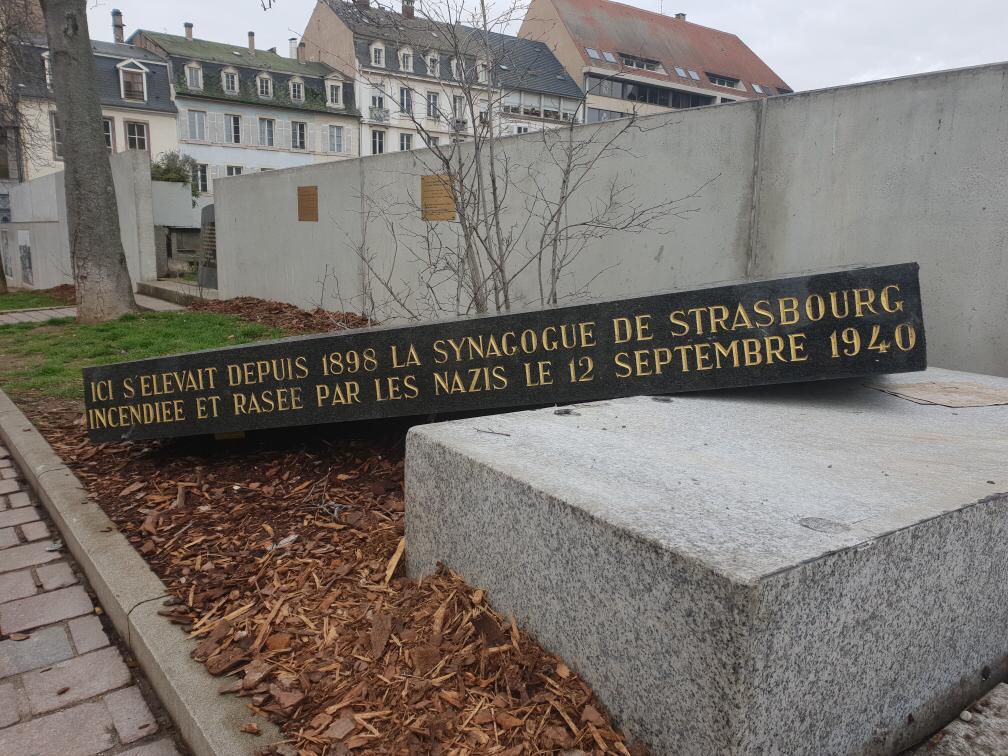 ICI S'ELEVAIT DEPUIS 1898 LA SYNAGOGUE DE STRASBOURG
INCENDIEE ET RASEE PAR LES NAZIS LE 12 SEPTEMBRE 1940